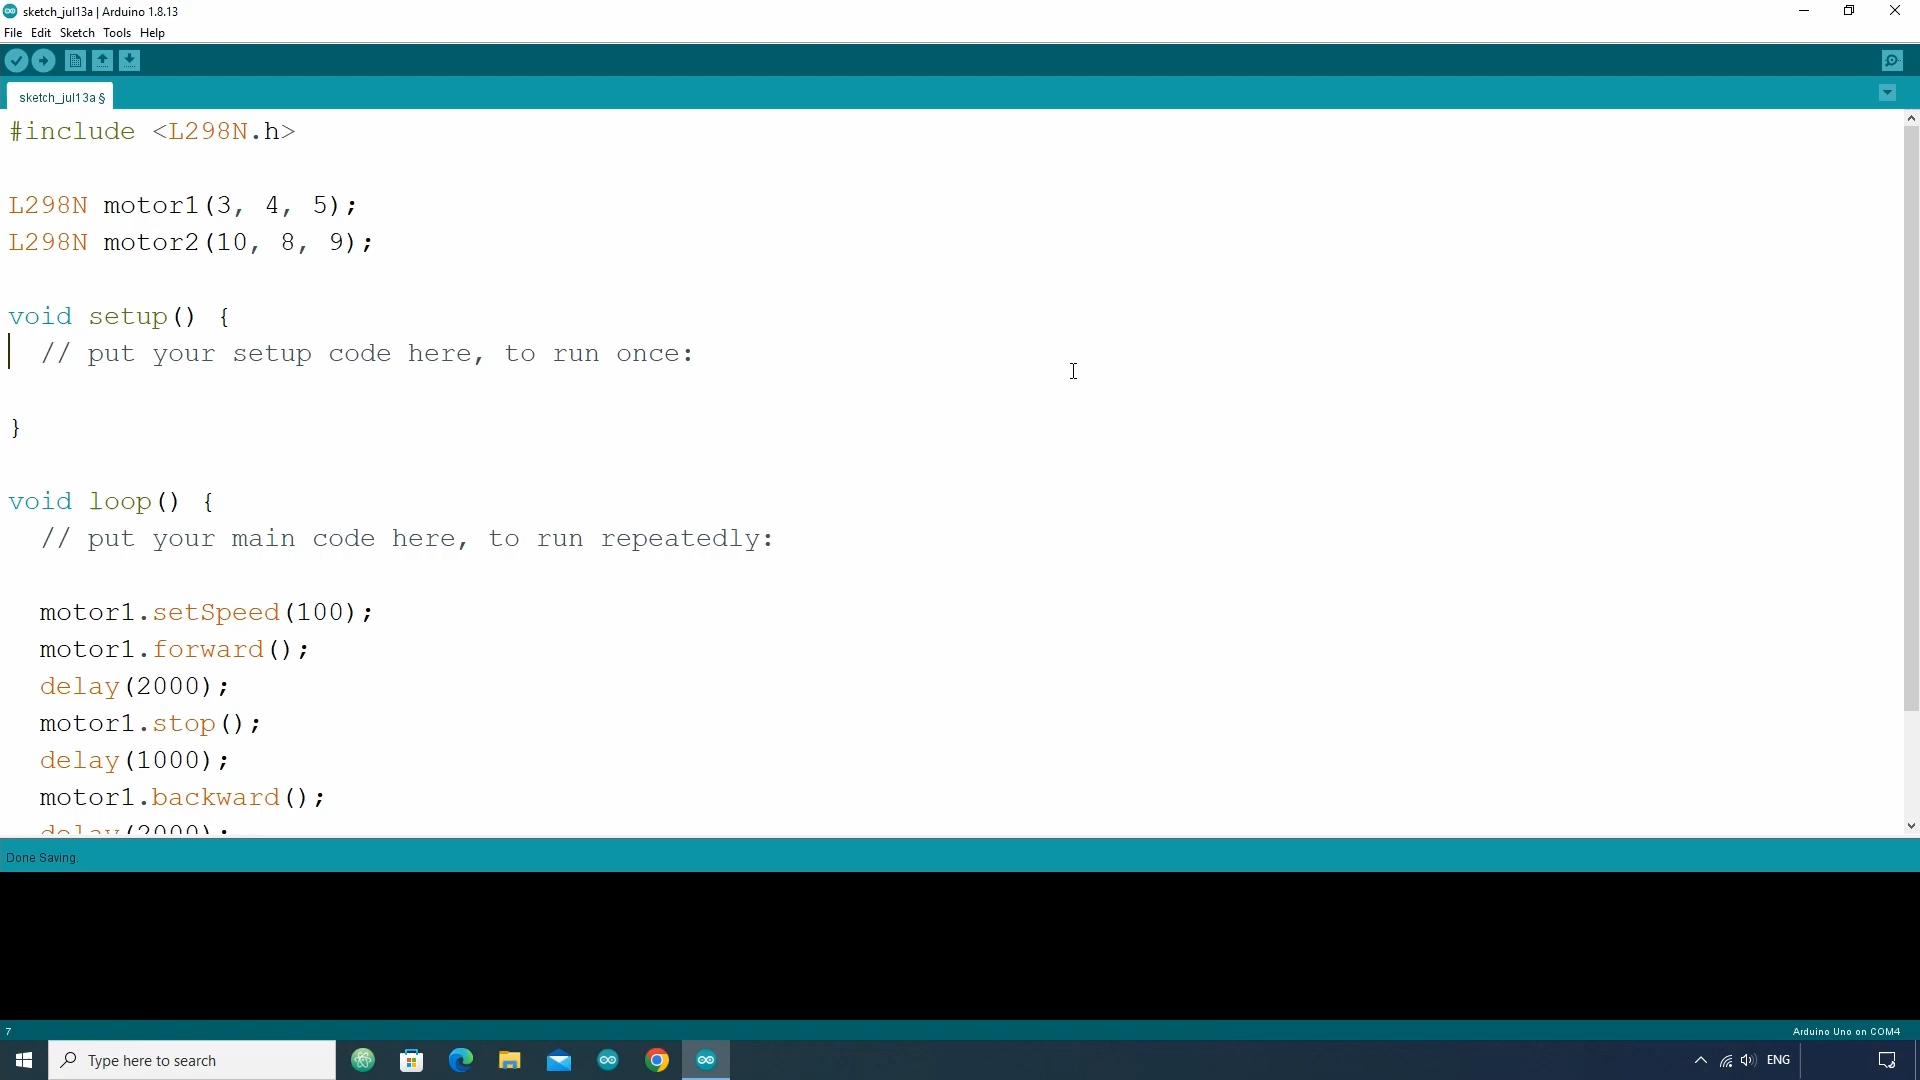 sketch_jul13a | Arduino 1.8.13
File Edit Sketch Tools Help
sketch_jul13a §
#include <L298N.h>
L298N motor1(3, 4, 5);
L298N motor2(10, 8, 9);
void setup() {
// put your setup code here, to run once:
}
void loop() {
// put your main code here, to run repeatedly:
motor1.setSpeed(100);
motor1.forward();
delay(2000);
motor1.stop();
delay(1000);
motor1.backward();
delay(2000);
Done Saving.
7
Arduino Uno on COM4
Type here to search
ENG